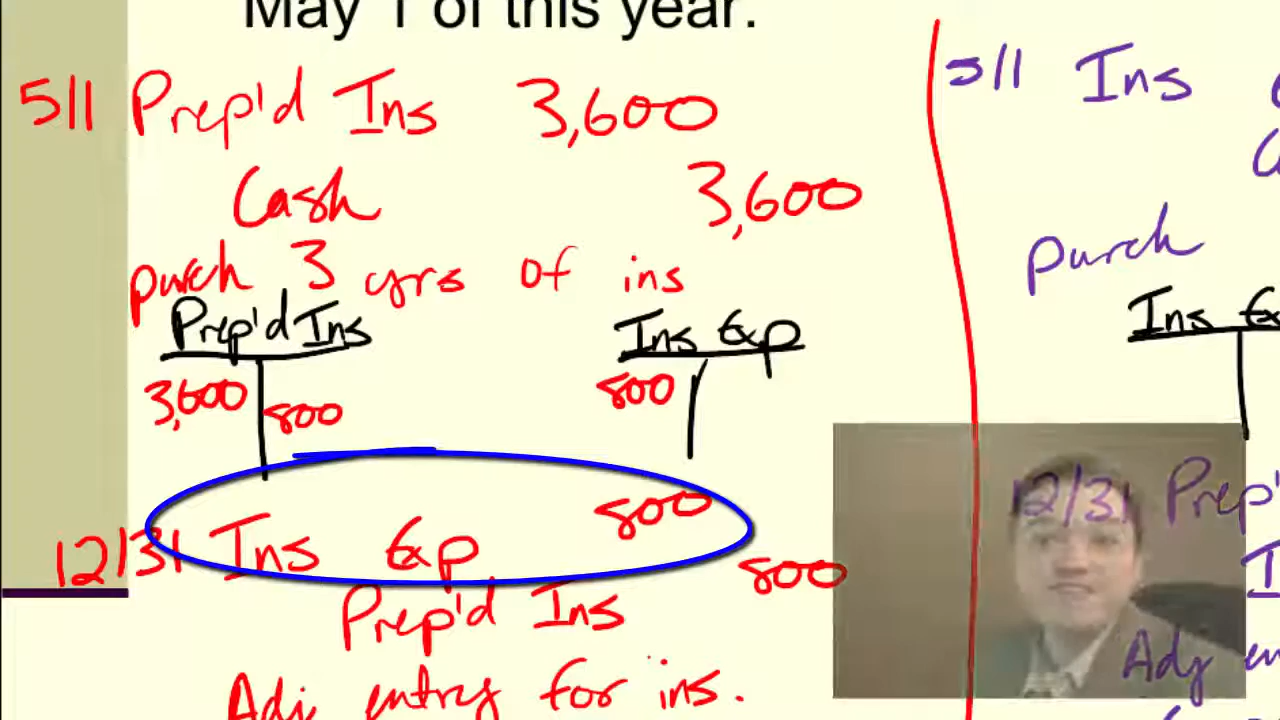 May 1 of this year.
5/1 Prep'd Ins 3,600
Cash 3,600
purch 3 yrs of ins
Prep'd Ins
3,600 800
Ins Exp
800
12/31 Ins Exp 800
Prep'd Ins 800
Adj entry for ins.
5/1 Ins
purch
Ins Ex
12/31 Prep'
Adj en